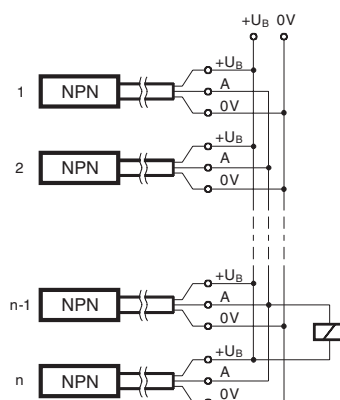 +UB 0V
+UB
1 NPN A
0V
+UB
2 NPN A
0V
+UB
n-1 NPN A
0V
+UB
n NPN A
0V